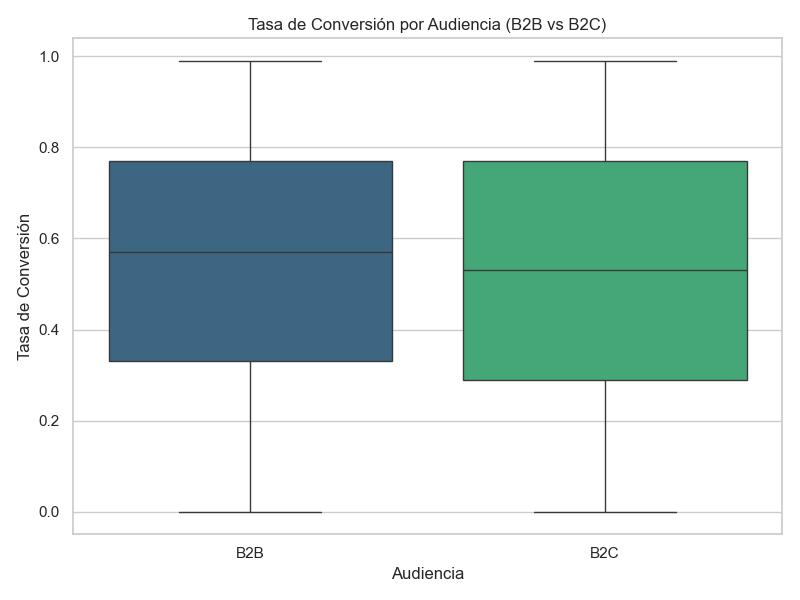 Tasa de Conversión por Audiencia (B2B vs B2C)
Tasa de Conversión
1.0
0.8
0.6
0.4
0.2
0.0
B2B
B2C
Audiencia